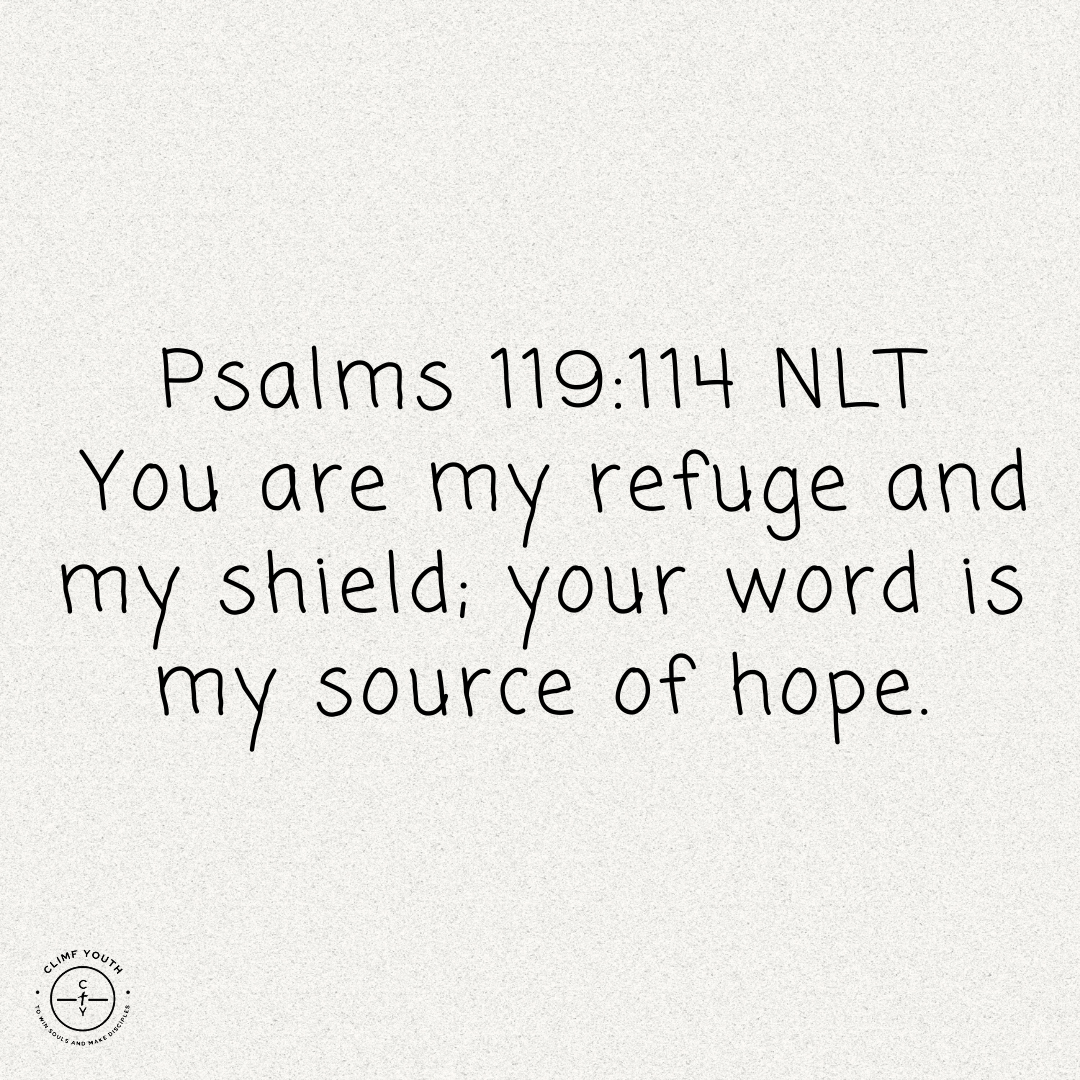 Psalms 119:114 NLT
You are my refuge and
my shield; your word is
my source of hope.
CLIMF YOUTH
C
Y
TO WIN SOULS AND MAKE DISCIPLES